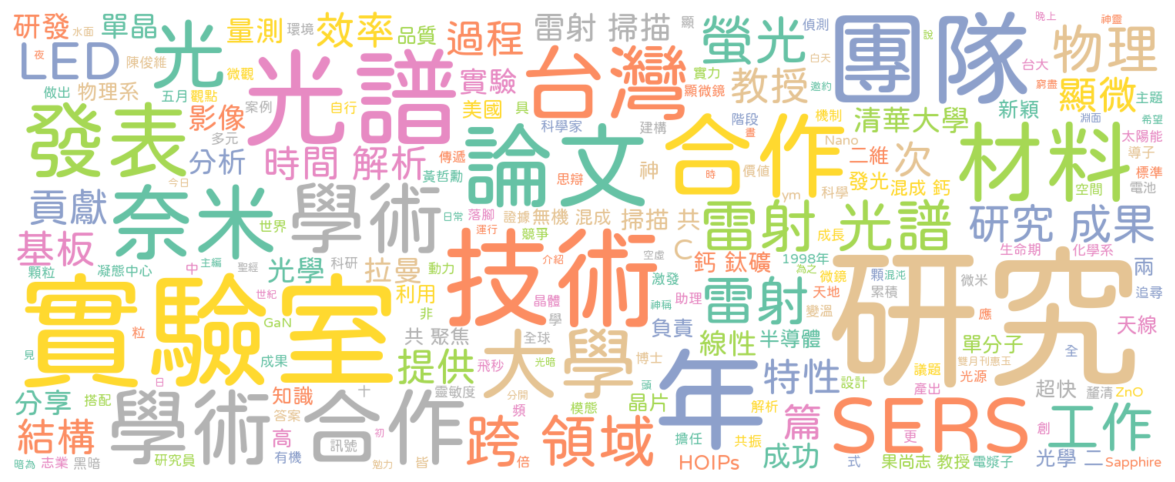 研發
水面
單晶
量測
環境
效率
品質
過程
雷射 掃描
顯
螢光
偵測
團隊
晚上
神靈
說
物理
LED
光
陳俊維
微觀
白天
台大
做出
物理系
五月
觀點
光譜
實驗
台灣
實力
顯微鏡
教授
邀約
窮盡
主題
顯微
發表
影像
案例
自行
美國
具
科學家
建構
階段
機制
清華大學
新穎
淵面
希望
多元
分析
時間 解析
傳遞
論文
合作
晝
Nano
二維
次
材料
太陽能
導子
黃哲勳
思辯
神
時
價值
發光
混成 鈣
標準
貢獻
奈米
今日
學術
日常
落腳
證據
無機 混成
掃描 共
ym
科學
空間
電池
雷射 光譜
研究 成果
基板
世界
運行
競爭
技術
C
成長
生命期
化學系
顆粒
凝態中心
中
主編
聖經
光學
科研
拉曼
動力
介紹
空虛
鈣 鈦礦
1998年
為之
兩
實驗室
世紀
利用
晶體
神稱
激發
助理
雷射
微鏡
顆
混沌
微米
追尋
天地
累積
研究
粒
GaN
非
學
負責
變溫
應
天線
見
成果
共 聚焦
大學
全球
年
線性
半導體
單分子
全
提供
飛秒
光暗
博士
特性
議題
雙月刊惠玉
光源
日
十
靈敏度
頭
設計
產出
超快
釐清
ZnO
分享
搭配
學術 合作
知識
答案
分開
模態
晶片
解析
篇
SERS
創
工作
結構
高
初
訊號
頻
跨 領域
擔任
共振
更
暗為
志業
黑暗
研究員
有機
勉力
皆
倍
HOIPs
成功
式
果尚志 教授
電漿子
光學 二
Sapphire